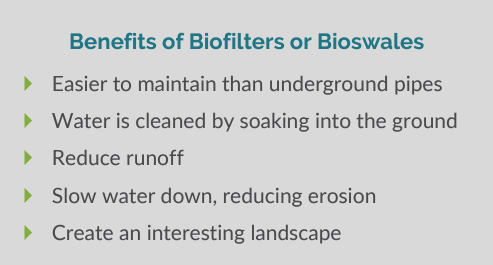 Benefits of Biofilters or Bioswales
Easier to maintain than underground pipes
Water is cleaned by soaking into the ground
Reduce runoff
Slow water down, reducing erosion
Create an interesting landscape